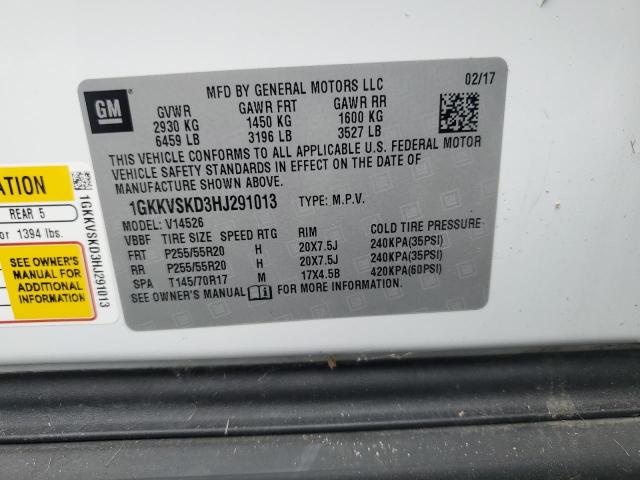 GM
MFD BY GENERAL MOTORS LLC 02/17
GVWR GAWR FRT GAWR RR
2930 KG 1450 KG 1600 KG
6459 LB 3196 LB 3527 LB
THIS VEHICLE CONFORMS TO ALL APPLICABLE U.S. FEDERAL MOTOR
VEHICLE SAFETY STANDARDS IN EFFECT ON THE DATE OF
MANUFACTURE SHOWN ABOVE.
1GKKVSKD3HJ291013 TYPE: M.P.V.
MODEL: V14526
VBBF TIRE SIZE SPEED RTG RIM COLD TIRE PRESSURE
FRT P255/55R20 H 20X7.5J 240KPA(35PSI)
RR P255/55R20 H 20X7.5J 240KPA(35PSI)
SPA T145/70R17 M 17X4.5B 420KPA(60PSI)
SEE OWNER'S MANUAL FOR MORE INFORMATION.
ATION
REAR 5
or 1394 lbs.
SEE OWNER'S
MANUAL FOR
ADDITIONAL
INFORMATION
1GKKVSKD3HJ291013